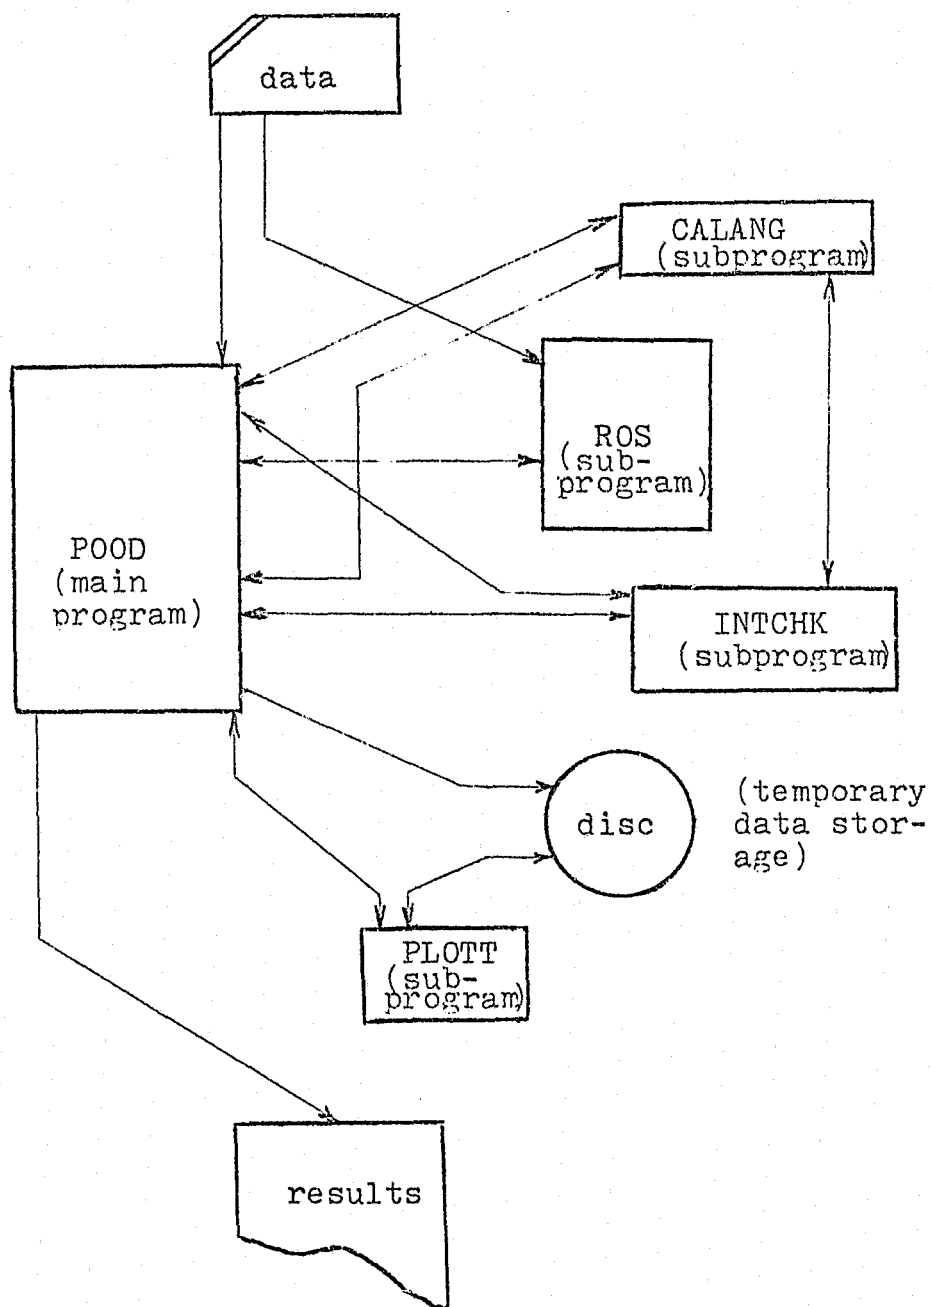 data
CALANG
(subprogram)
ROS
(sub-
program)
POOD
(main
program)
INTCHK
(subprogram)
disc
(temporary
data stor-
age)
PLOTT
(sub-
program)
results